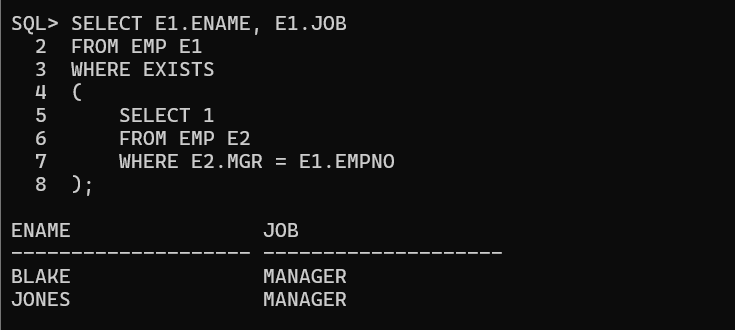 SQL> SELECT E1.ENAME, E1.JOB
  2  FROM EMP E1
  3  WHERE EXISTS
  4  (
  5      SELECT 1
  6      FROM EMP E2
  7      WHERE E2.MGR = E1.EMPNO
  8  );
ENAME                JOB
-------------------- --------------------
BLAKE                MANAGER
JONES                MANAGER